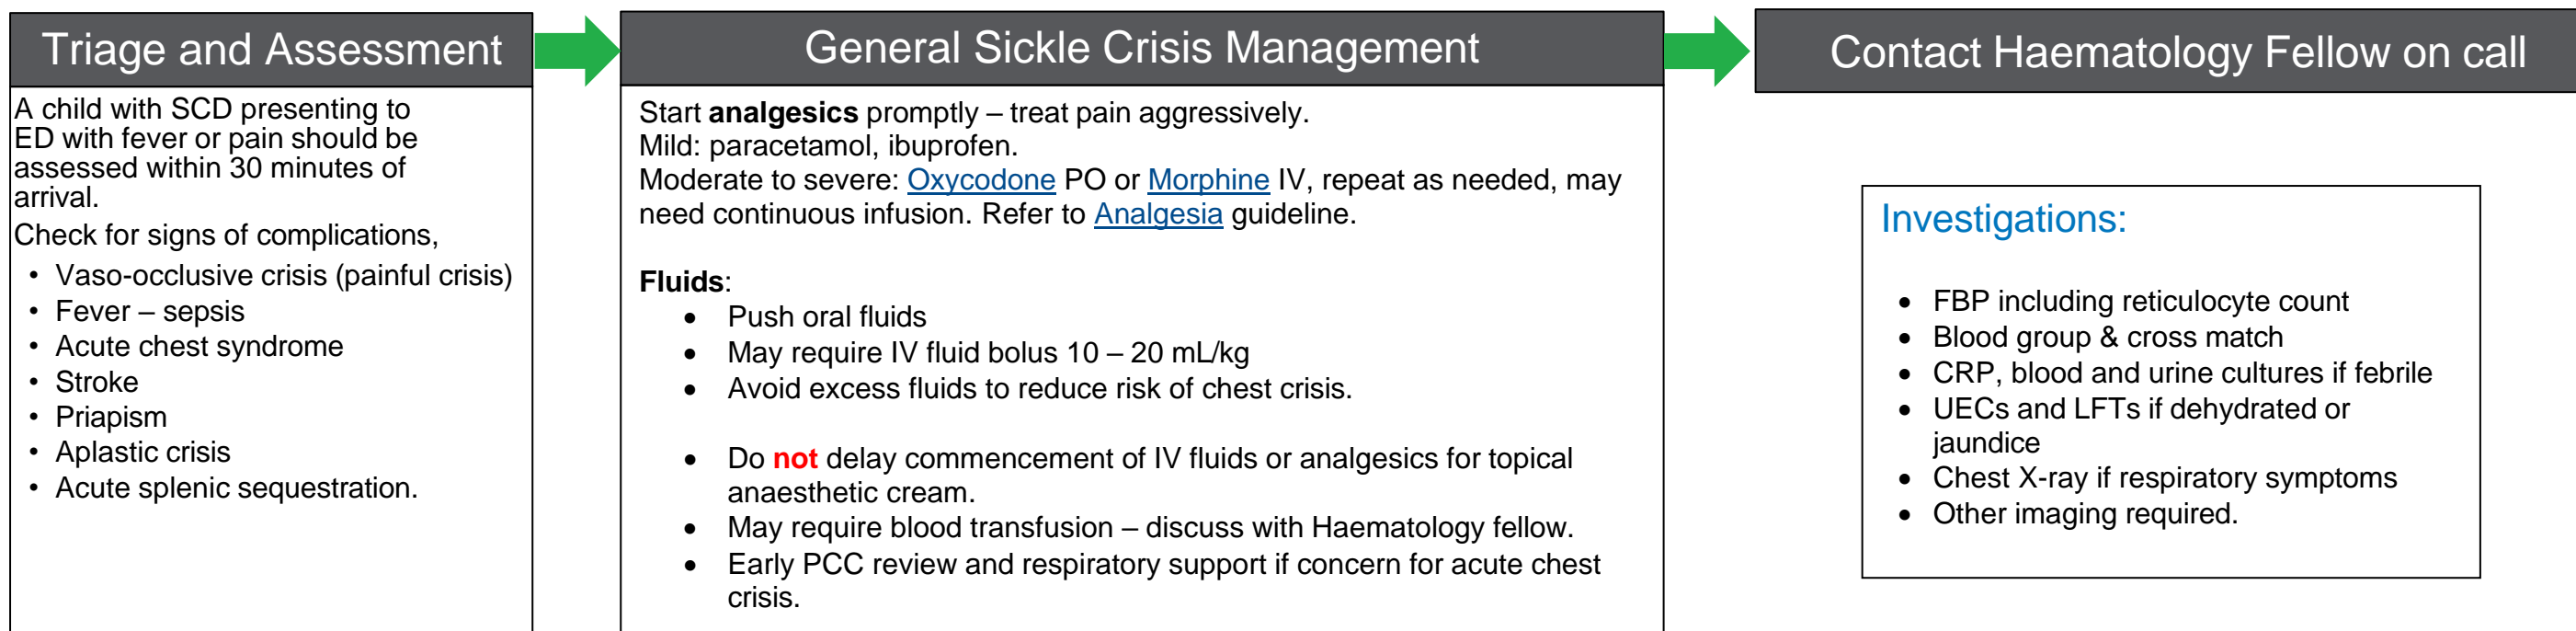 Triage and Assessment
A child with SCD presenting to
ED with fever or pain should be
assessed within 30 minutes of
arrival.
Check for signs of complications,
• Vaso-occlusive crisis (painful crisis)
• Fever – sepsis
• Acute chest syndrome
• Stroke
• Priapism
• Aplastic crisis
• Acute splenic sequestration.
General Sickle Crisis Management
Start analgesics promptly – treat pain aggressively.
Mild: paracetamol, ibuprofen.
Moderate to severe: Oxycodone PO or Morphine IV, repeat as needed, may
need continuous infusion. Refer to Analgesia guideline.
Fluids:
• Push oral fluids
• May require IV fluid bolus 10 – 20 mL/kg
• Avoid excess fluids to reduce risk of chest crisis.
• Do not delay commencement of IV fluids or analgesics for topical
anaesthetic cream.
• May require blood transfusion – discuss with Haematology fellow.
• Early PCC review and respiratory support if concern for acute chest
crisis.
Contact Haematology Fellow on call
Investigations:
• FBP including reticulocyte count
• Blood group & cross match
• CRP, blood and urine cultures if febrile
• UECs and LFTs if dehydrated or
jaundice
• Chest X-ray if respiratory symptoms
• Other imaging required.